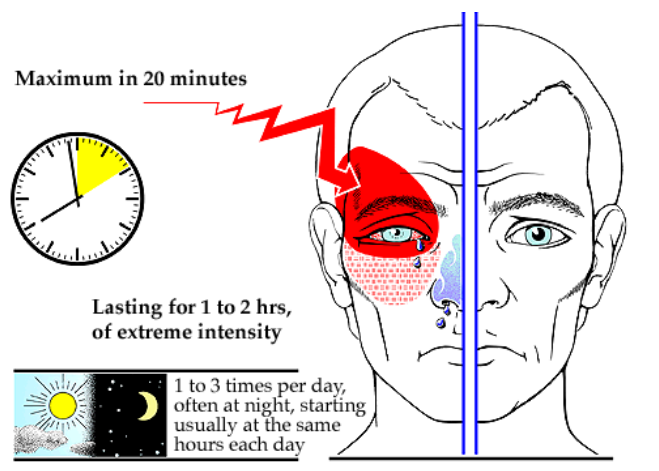 Maximum in 20 minutes
Lasting for 1 to 2 hrs,
of extreme intensity
1 to 3 times per day,
often at night, starting
usually at the same
hours each day